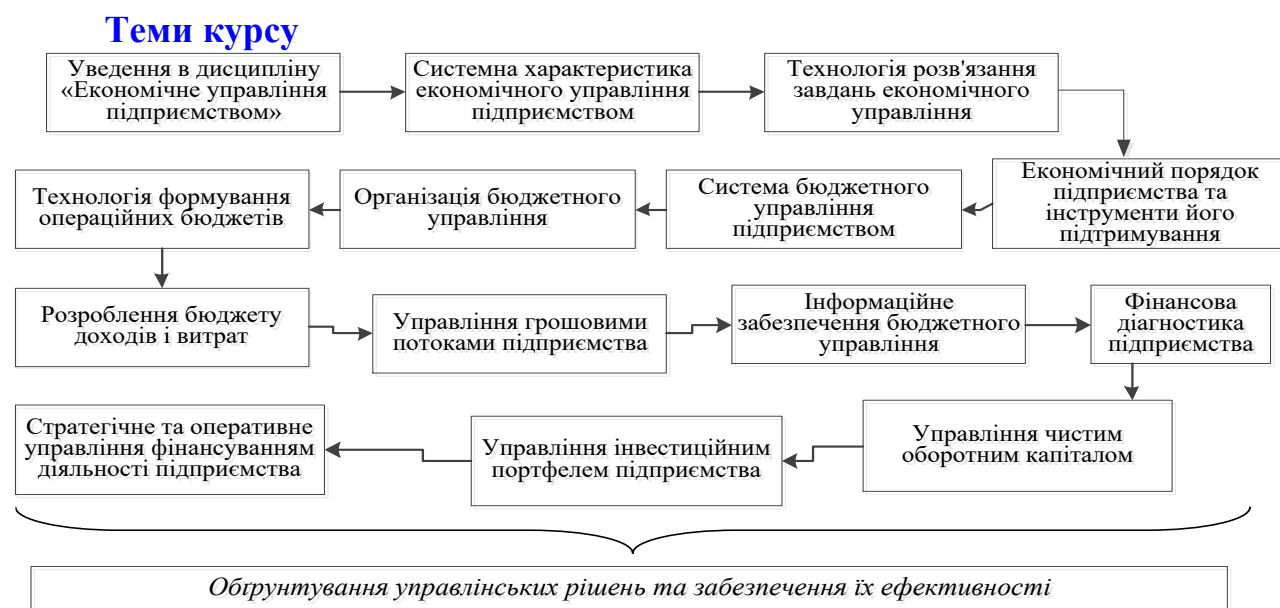 Теми курсу
Уведення в дисципліну
«Економічне управління
підприємством»
Системна характеристика
економічного управління
підприємством
Технологія розв'язання
завдань економічного
управління
Економічний порядок
підприємства та
інструменти його
підтримування
Система бюджетного
управління
підприємством
Організація бюджетного
управління
Технологія формування
операційних бюджетів
Розроблення бюджету
доходів і витрат
Управління грошовими
потоками підприємства
Інформаційне
забезпечення бюджетного
управління
Фінансова
діагностика
підприємства
Управління чистим
оборотним капіталом
Управління інвестиційним
портфелем підприємства
Стратегічне та оперативне
управління фінансуванням
діяльності підприємства
Обґрунтування управлінських рішень та забезпечення їх ефективності